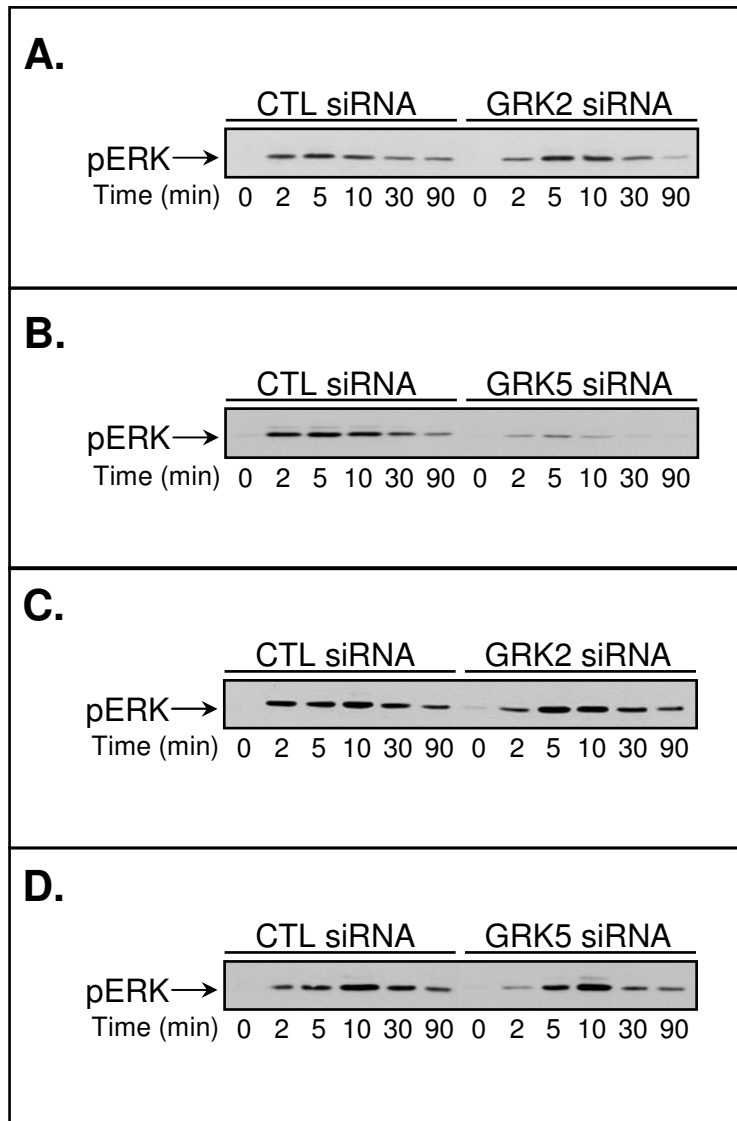 A.
CTL siRNA GRK2 siRNA
pERK
Time (min) 0 2 5 10 30 90 0 2 5 10 30 90
B.
CTL siRNA GRK5 siRNA
pERK
Time (min) 0 2 5 10 30 90 0 2 5 10 30 90
C.
CTL siRNA GRK2 siRNA
pERK
Time (min) 0 2 5 10 30 90 0 2 5 10 30 90
D.
CTL siRNA GRK5 siRNA
pERK
Time (min) 0 2 5 10 30 90 0 2 5 10 30 90